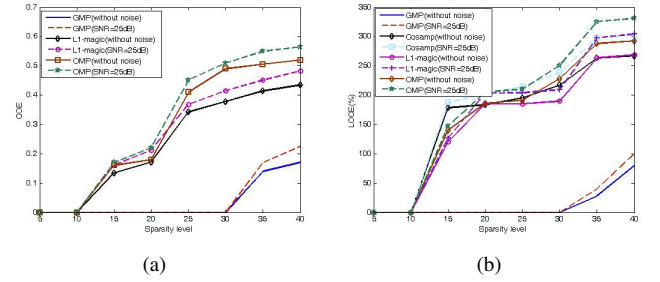 GMP(without noise)
GMP(SNR=25dB)
L1-magic(without noise)
L1-magic(SNR=25dB)
OMP(without noise)
OMP(SNR=25dB)
0.7
0.6
0.5
0.4
0.3
0.2
0.1
0
OOE
5
10
15
20
25
30
35
40
Sparsity level
(a)
GMP(without noise)
GMP(SNR=25dB)
Cosamp(without noise)
Cosamp(SNR=25dB)
L1-magic(without noise)
L1-magic(SNR=25dB)
OMP(without noise)
OMP(SNR=25dB)
350
300
250
200
150
100
50
0
LOOE(%)
5
10
15
20
25
30
35
40
Sparsity level
(b)